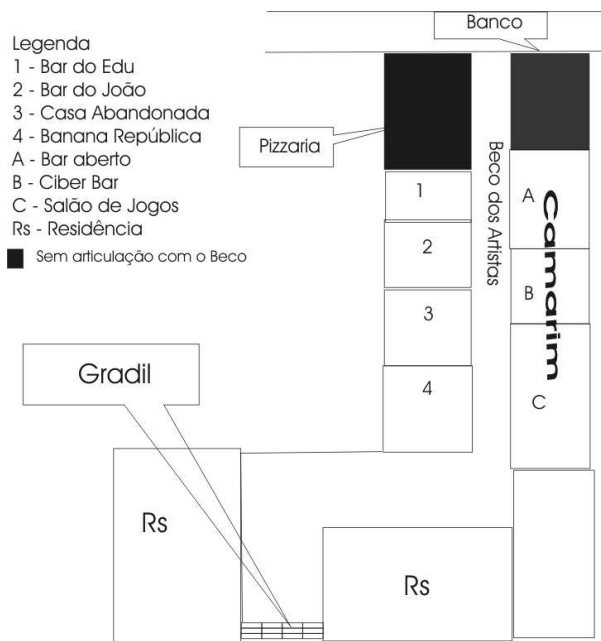 Banco
Legenda
1 - Bar do Edu
2 - Bar do João
3 - Casa Abandonada
4 - Banana República
A - Bar aberto
B - Ciber Bar
C - Salão de Jogos
Rs - Residência
Sem articulação com o Beco
Pizzaria
1
2
3
4
Beco dos Artistas
A
B
C
Camarim
Gradil
Rs
Rs